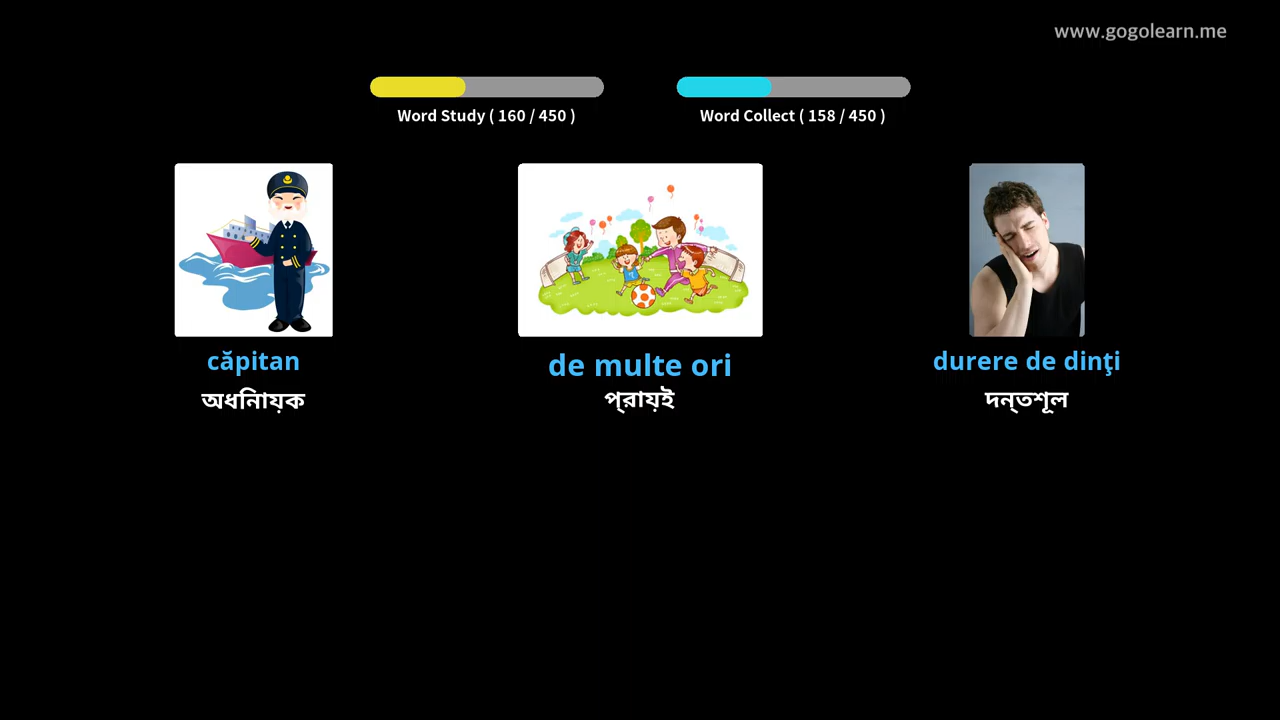 www.gogolearn.me
Word Study ( 160 / 450 )
Word Collect ( 158 / 450 )
căpitan
de multe ori
durere de dinţi
অধিনায়ক
প্রায়ই
দন্তশূল